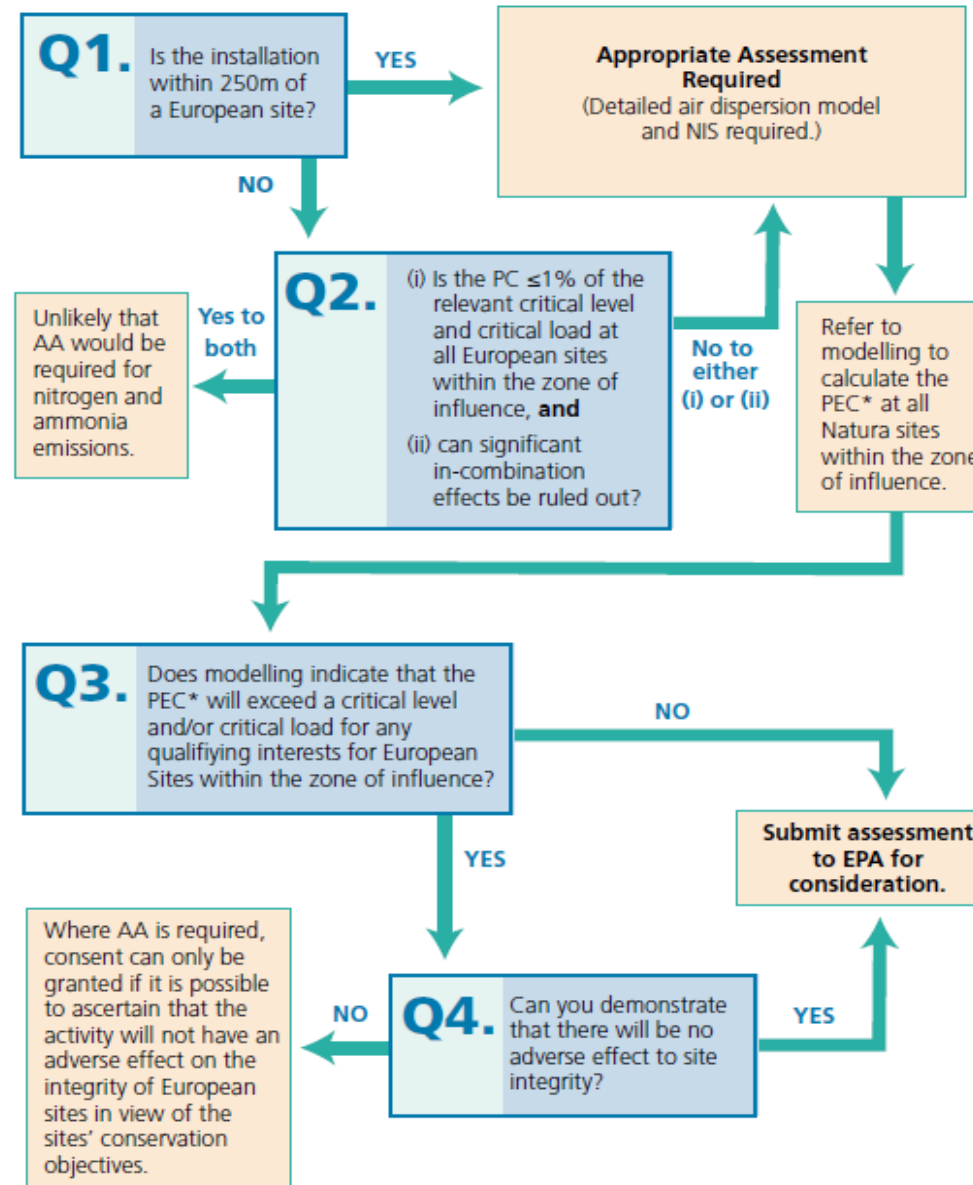 Q1.
Is the installation
within 250m of
a European site?
YES
Appropriate Assessment
Required
(Detailed air dispersion model
and NIS required.)
NO
Q2.
(i) Is the PC ≤1% of the
relevant critical level
and critical load at
all European sites
within the zone of
influence, and
(ii) can significant
in-combination
effects be ruled out?
Yes to
both
Unlikely that
AA would be
required for
nitrogen and
ammonia
emissions.
No to
either
(i) or (ii)
Refer to
modelling to
calculate the
PEC* at all
Natura sites
within the zone
of influence.
Q3.
Does modelling indicate that the
PEC* will exceed a critical level
and/or critical load for any
qualifiying interests for European
Sites within the zone of influence?
NO
YES
Submit assessment
to EPA for
consideration.
Q4.
Can you demonstrate
that there will be no
adverse effect to site
integrity?
YES
NO
Where AA is required,
consent can only be
granted if it is possible
to ascertain that the
activity will not have an
adverse effect on the
integrity of European
sites in view of the
sites’ conservation
objectives.